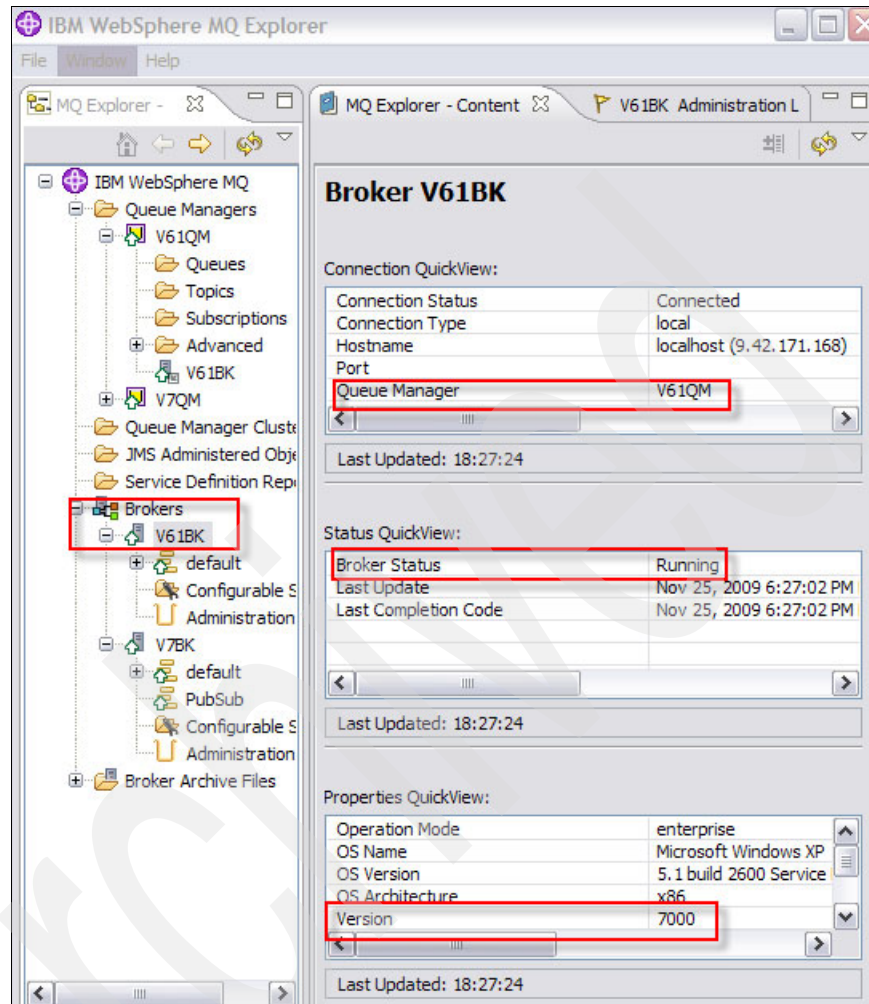 IBM WebSphere MQ Explorer
File Window Help
MQ Explorer -
IBM WebSphere MQ
Queue Managers
V61QM
Queues
Topics
Subscriptions
Advanced
V61BK
V7QM
Queue Manager Cluste
JMS Administered Obje
Service Definition Rep
Brokers
V61BK
default
Configurable S
Administration
V7BK
default
PubSub
Configurable S
Administration
Broker Archive Files
MQ Explorer - Content
V61BK Administration L
Broker V61BK
Connection QuickView:
Connection Status Connected
Connection Type local
Hostname localhost (9.42.171.168)
Port
Queue Manager V61QM
Last Updated: 18:27:24
Status QuickView:
Broker Status Running
Last Update Nov 25, 2009 6:27:02 PM
Last Completion Code Nov 25, 2009 6:27:02 PM
Last Updated: 18:27:24
Properties QuickView:
Operation Mode enterprise
OS Name Microsoft Windows XP
OS Version 5.1 build 2600 Service
OS Architecture x86
Version 7000
Last Updated: 18:27:24